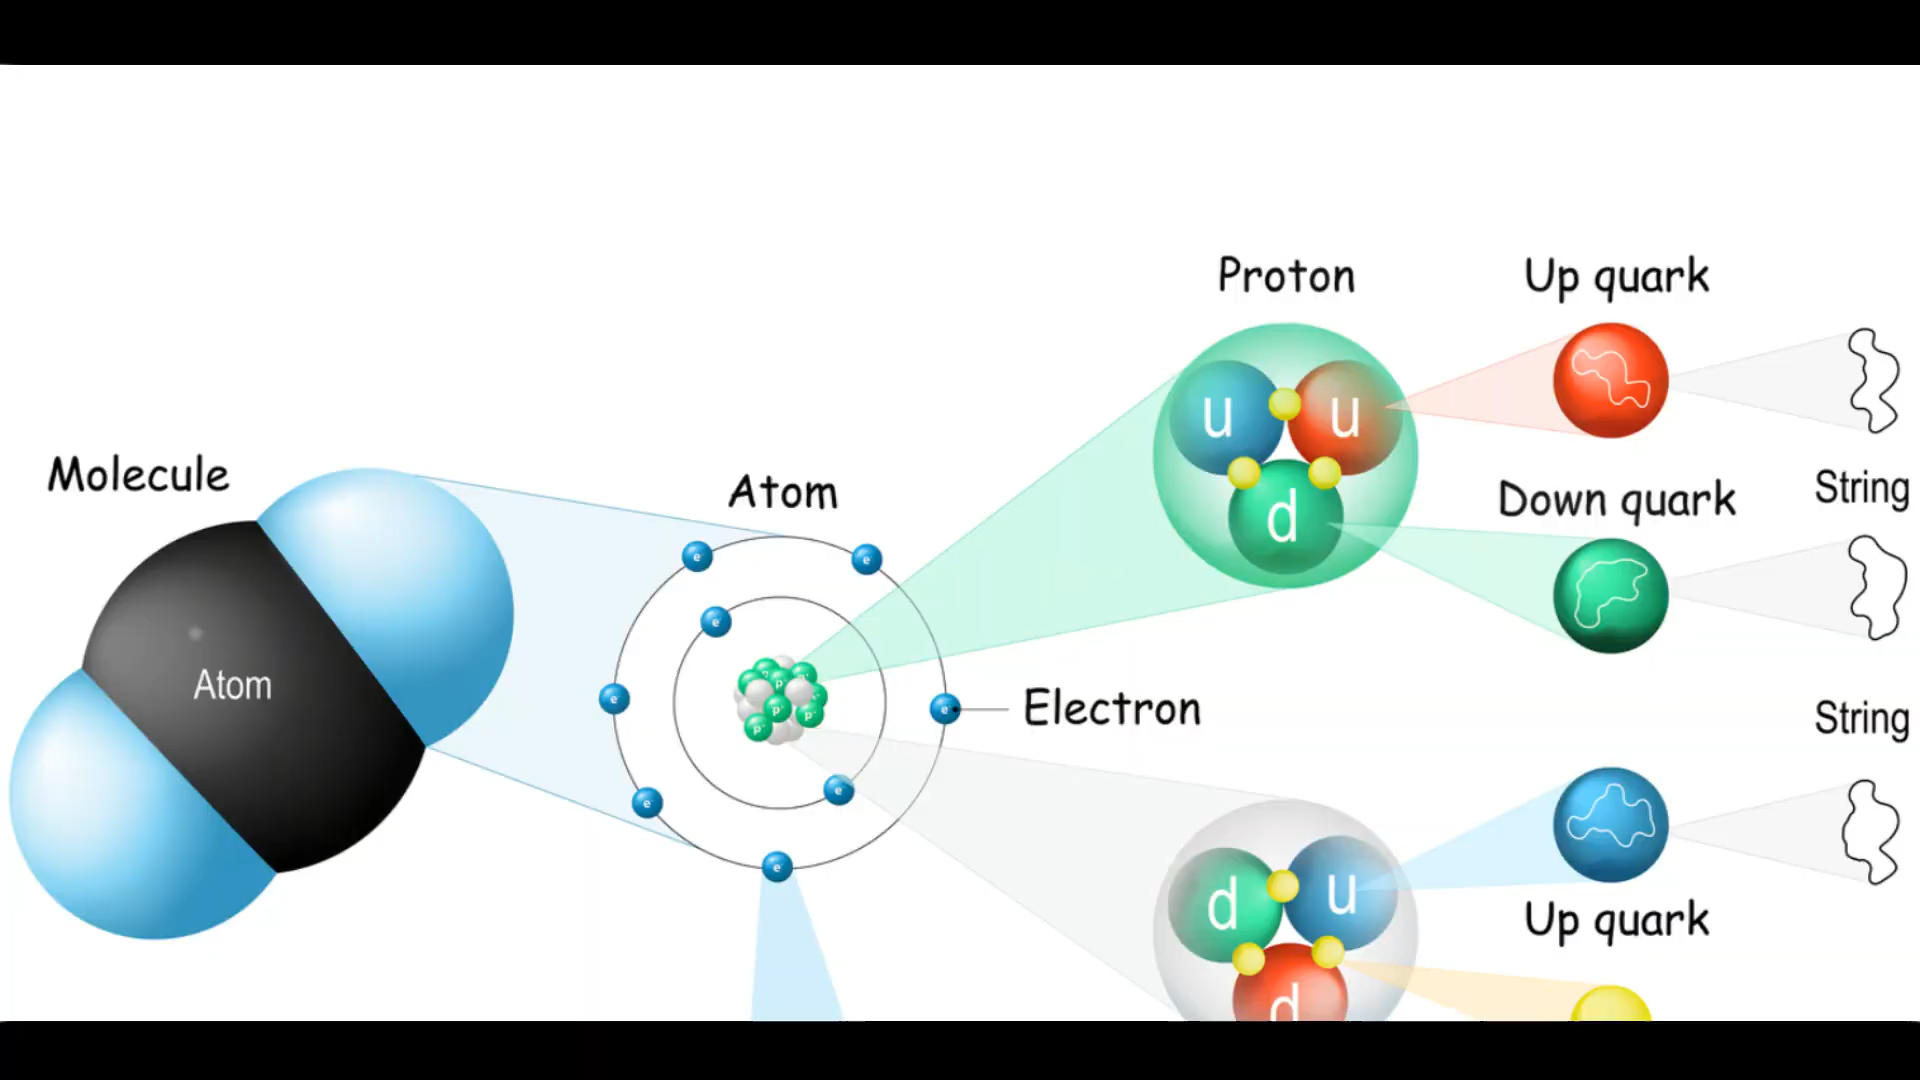 Proton
Up quark
u
u
d
String
Down quark
Molecule
Atom
e-
e-
e-
e-
Atom
p+
p+
p+
p+
Electron
e-
e-
e-
e-
String
d
u
d
Up quark